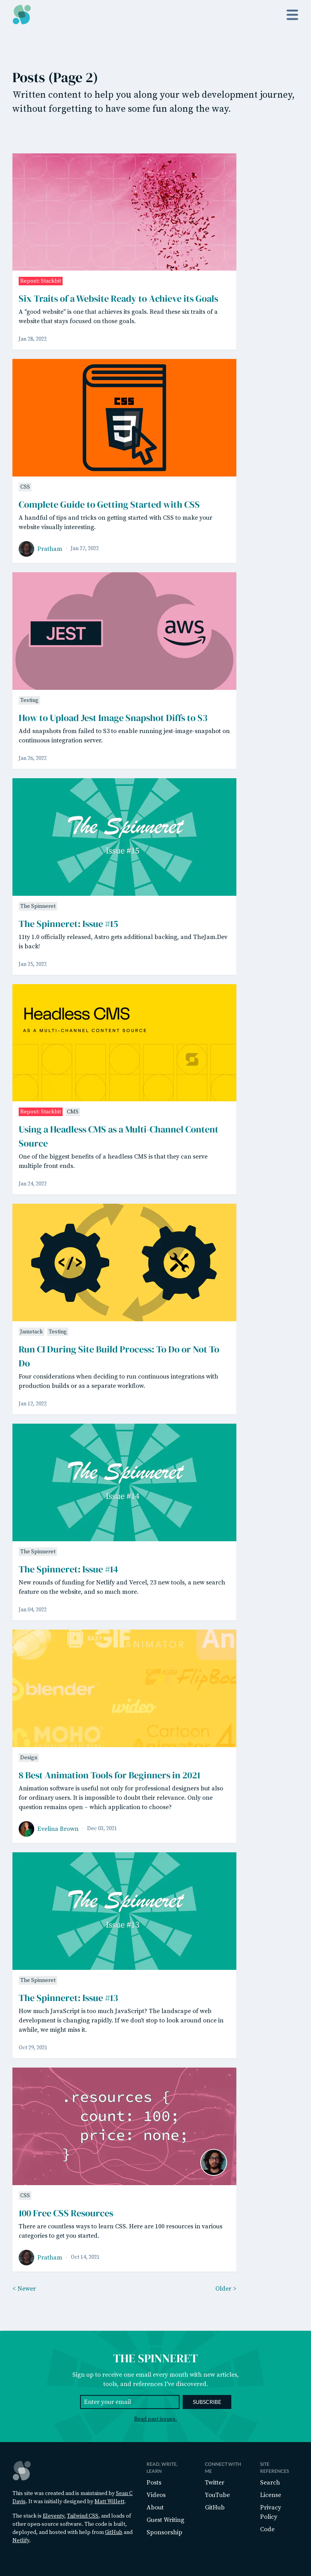 Posts (Page 2)
Written content to help you along your web development journey,
without forgetting to have some fun along the way.
Repost: Stackbit
Six Traits of a Website Ready to Achieve its Goals
A "good website" is one that achieves its goals. Read these six traits of a
website that stays focused on those goals.
Jan 28, 2022
CSS
CSS
Complete Guide to Getting Started with CSS
A handful of tips and tricks on getting started with CSS to make your
website visually interesting.
Pratham · Jan 27, 2022
JEST
aws
Testing
How to Upload Jest Image Snapshot Diffs to S3
Add snapshots from failed to S3 to enable running jest-image-snapshot on
continuous integration server.
Jan 26, 2022
The Spinneret
Issue #15
The Spinneret
The Spinneret: Issue #15
11ty 1.0 officially released, Astro gets additional backing, and TheJam.Dev
is back!
Jan 25, 2022
Headless CMS
AS A MULTI-CHANNEL CONTENT SOURCE
Repost: Stackbit CMS
Using a Headless CMS as a Multi-Channel Content
Source
One of the biggest benefits of a headless CMS is that they can serve
multiple front ends.
Jan 24, 2022
</>
Jamstack Testing
Run CI During Site Build Process: To Do or Not To
Do
Four considerations when deciding to run continuous integrations with
production builds or as a separate workflow.
Jan 12, 2022
The Spinneret
Issue #14
The Spinneret
The Spinneret: Issue #14
New rounds of funding for Netlify and Vercel, 23 new tools, a new search
feature on the website, and so much more.
Jan 04, 2022
GIF
ANIMATOR
An
blender
FlipBoo
video
MOHO
Cartoon
Animator 4
Design
8 Best Animation Tools for Beginners in 2021
Animation software is useful not only for professional designers but also
for ordinary users. It is impossible to doubt their relevance. Only one
question remains open – which application to choose?
Evelina Brown · Dec 03, 2021
The Spinneret
Issue #13
The Spinneret
The Spinneret: Issue #13
How much JavaScript is too much JavaScript? The landscape of web
development is changing rapidly. If we don't stop to look around once in
awhile, we might miss it.
Oct 29, 2021
.resources {
count: 100;
price: none;
}
CSS
100 Free CSS Resources
There are countless ways to learn CSS. Here are 100 resources in various
categories to get you started.
Pratham · Oct 14, 2021
< Newer
Older >
THE SPINNERET
Sign up to receive one email every month with new articles,
tools, and references I've discovered.
Enter your email
SUBSCRIBE
Read past issues.
This site was created and is maintained by Sean C
Davis. It was initially designed by Matt Willett.
The stack is Eleventy, Tailwind CSS, and loads of
other open-source software. The code is built,
deployed, and hosted with help from GitHub and
Netlify.
READ, WRITE,
LEARN
Posts
Videos
About
Guest Writing
Sponsorship
CONNECT WITH
ME
Twitter
YouTube
GitHub
SITE
REFERENCES
Search
License
Privacy
Policy
Code